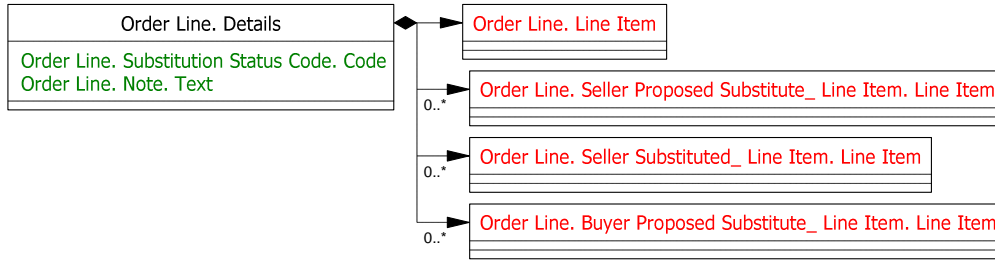 Order Line. Details
Order Line. Substitution Status Code. Code
Order Line. Note. Text
Order Line. Line Item
Order Line. Seller Proposed Substitute_ Line Item. Line Item
0..*
Order Line. Seller Substituted_ Line Item. Line Item
0..*
Order Line. Buyer Proposed Substitute_ Line Item. Line Item
0..*